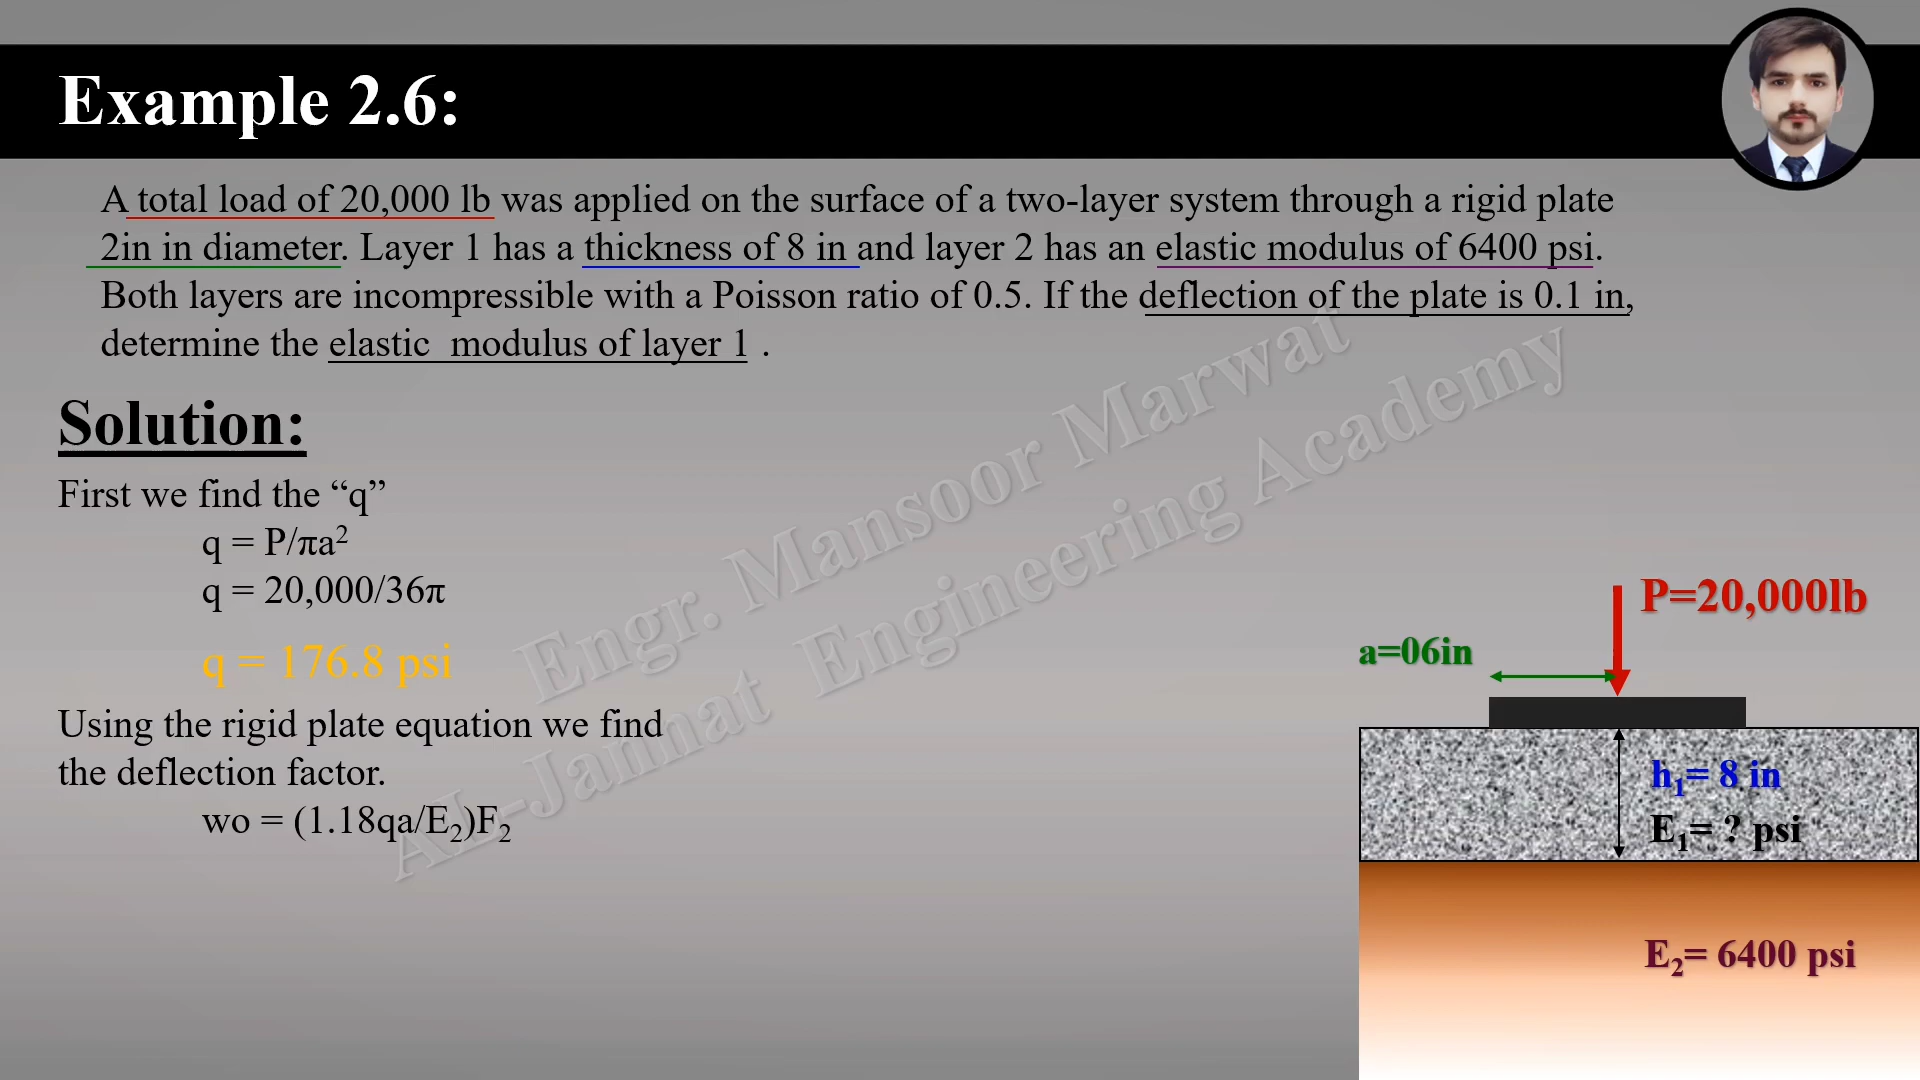 Example 2.6:
A total load of 20,000 lb was applied on the surface of a two-layer system through a rigid plate
2in in diameter. Layer 1 has a thickness of 8 in and layer 2 has an elastic modulus of 6400 psi.
Both layers are incompressible with a Poisson ratio of 0.5. If the deflection of the plate is 0.1 in,
determine the elastic modulus of layer 1 .
Solution:
First we find the “q”
q = P/πa²
q = 20,000/36π
q = 176.8 psi
Using the rigid plate equation we find
the deflection factor.
wo = (1.18qa/E₂)F₂
Engr. Mansoor Marwat
AL-Jannat Engineering Academy
P=20,000lb
a=06in
h₁= 8 in
E₁= ? psi
E₂= 6400 psi